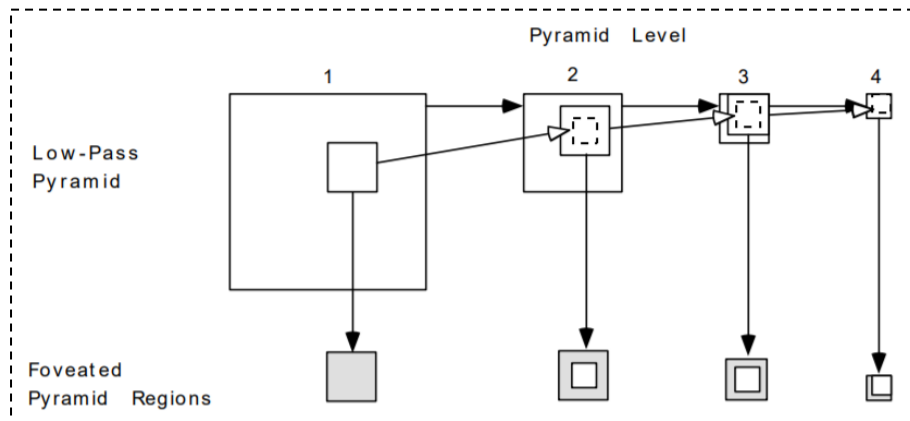 Pyramid Level
1 2 3 4
Low-Pass
Pyramid
Foveated
Pyramid Regions